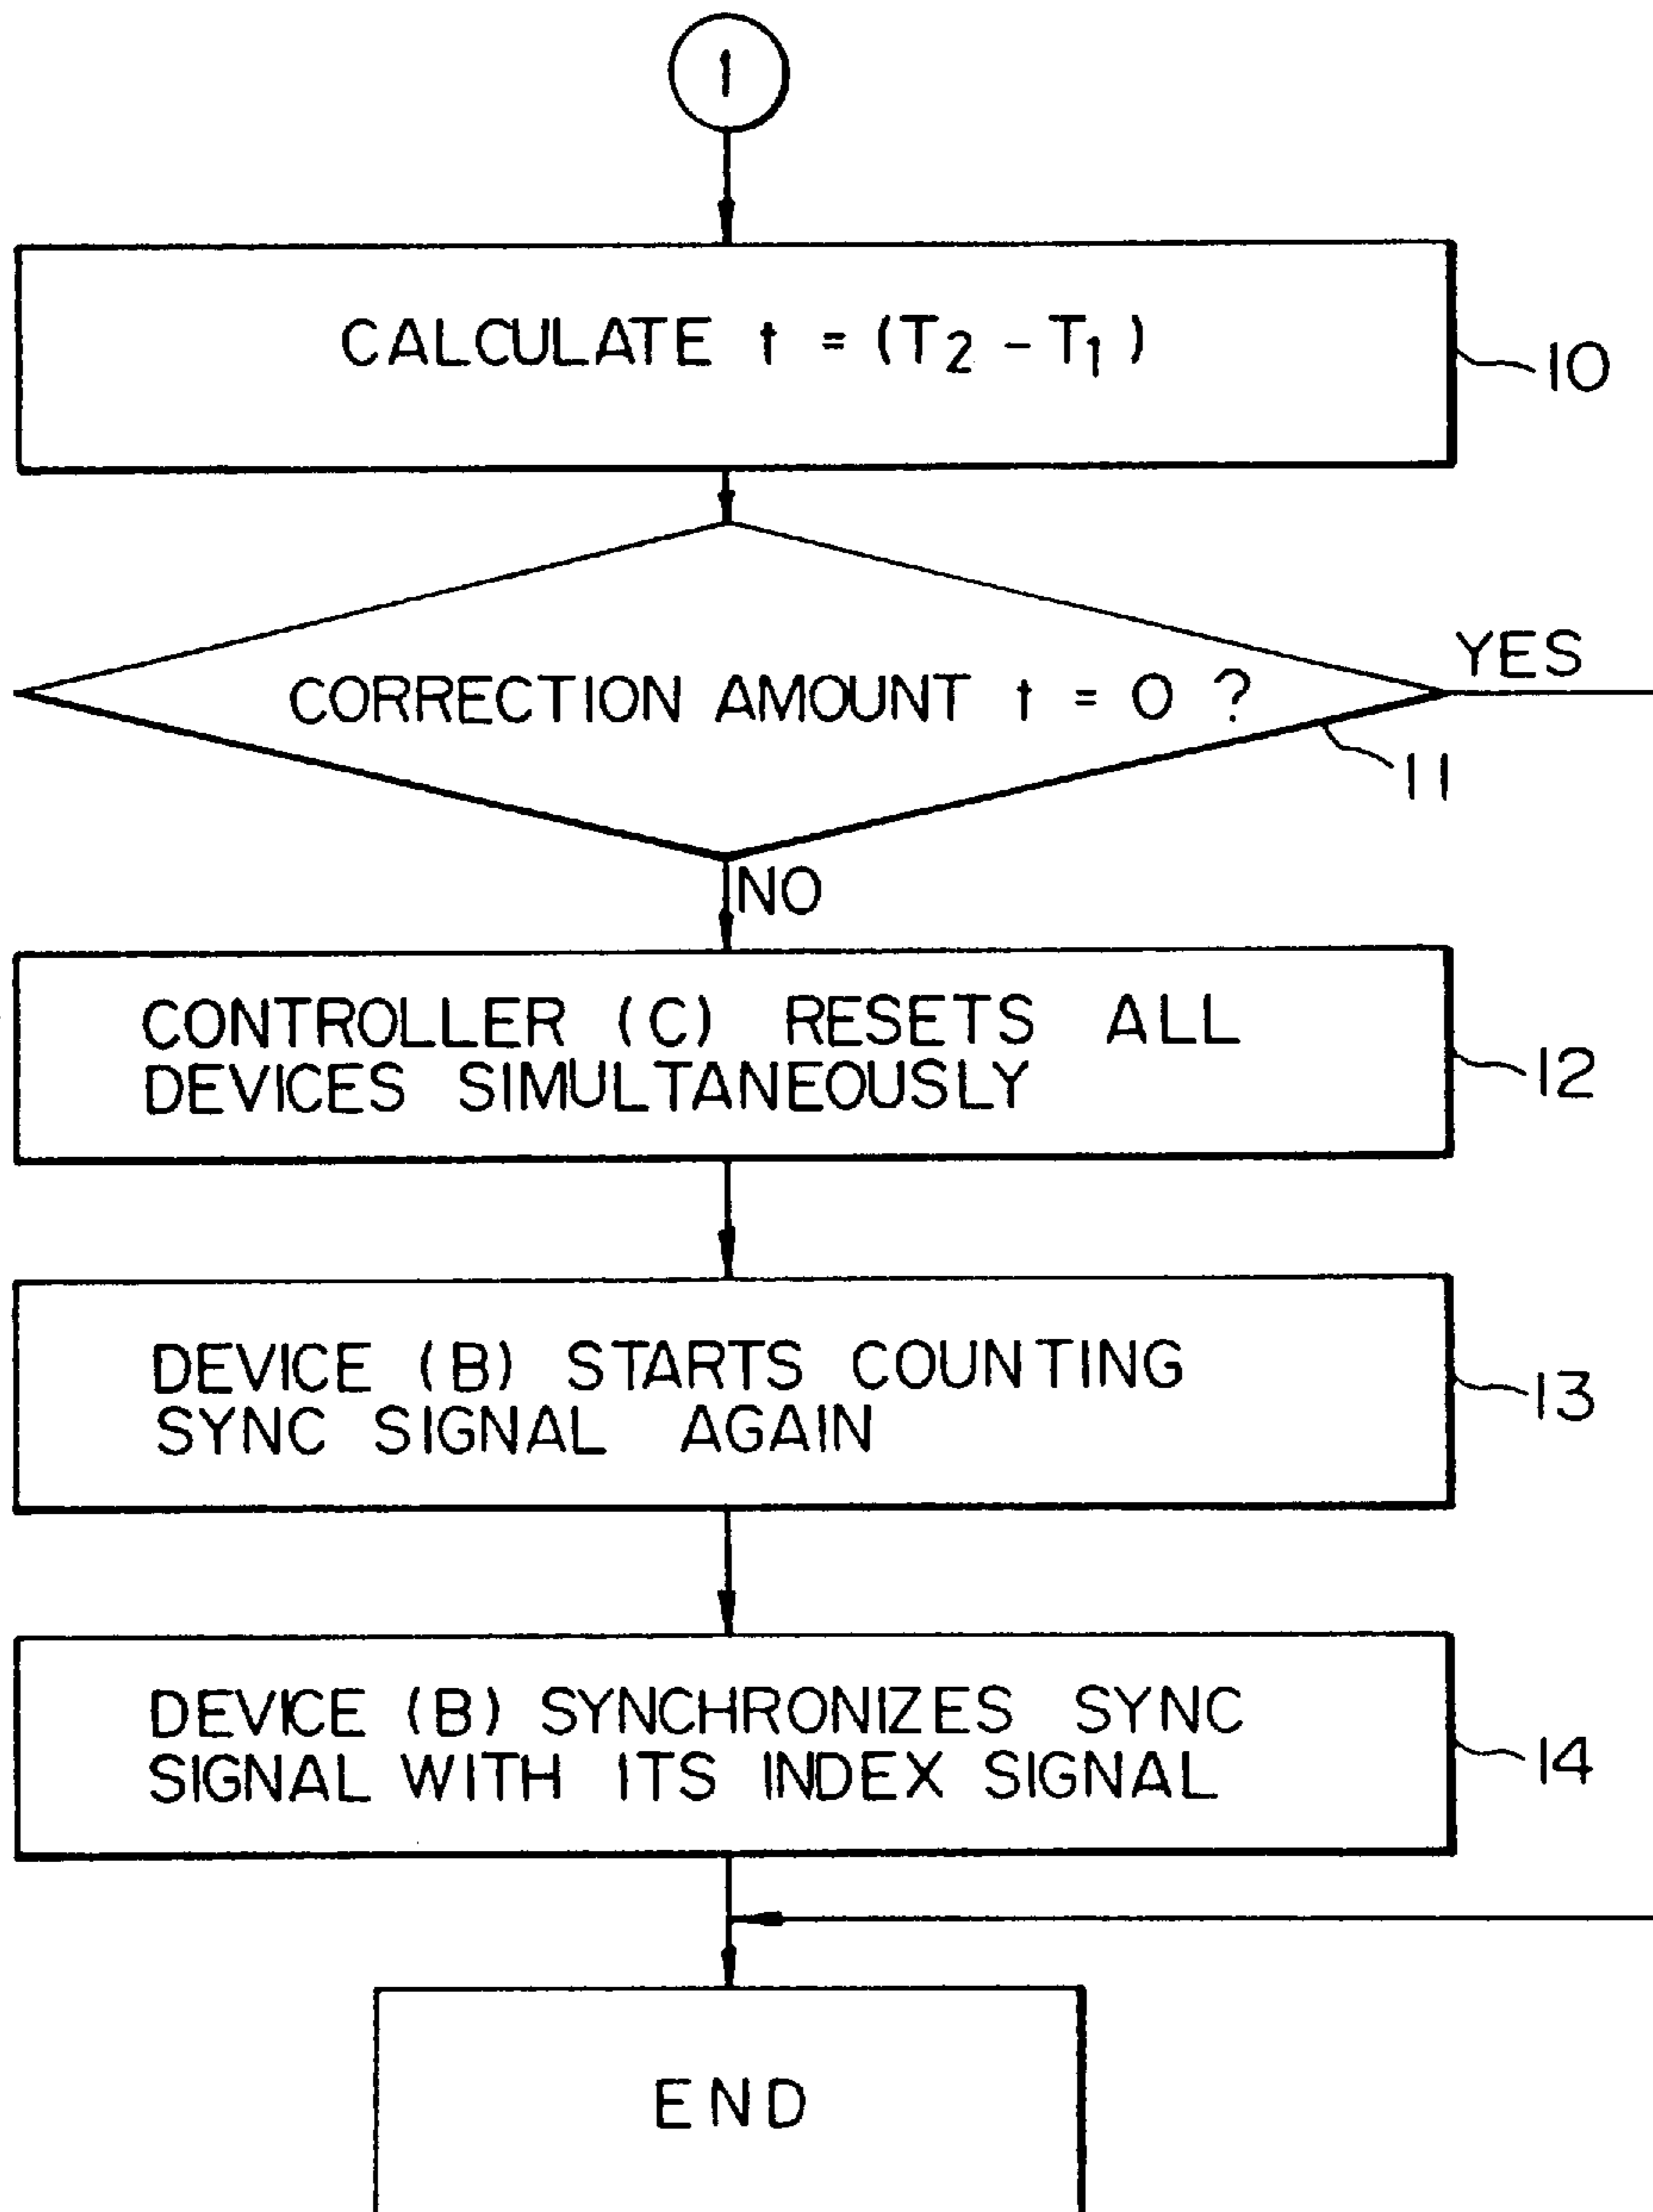 1
CALCULATE t = (T2 - T1)
10
CORRECTION AMOUNT t = 0 ?
YES
11
NO
CONTROLLER (C) RESETS ALL
DEVICES SIMULTANEOUSLY
12
DEVICE (B) STARTS COUNTING
SYNC SIGNAL AGAIN
13
DEVICE (B) SYNCHRONIZES SYNC
SIGNAL WITH ITS INDEX SIGNAL
14
END